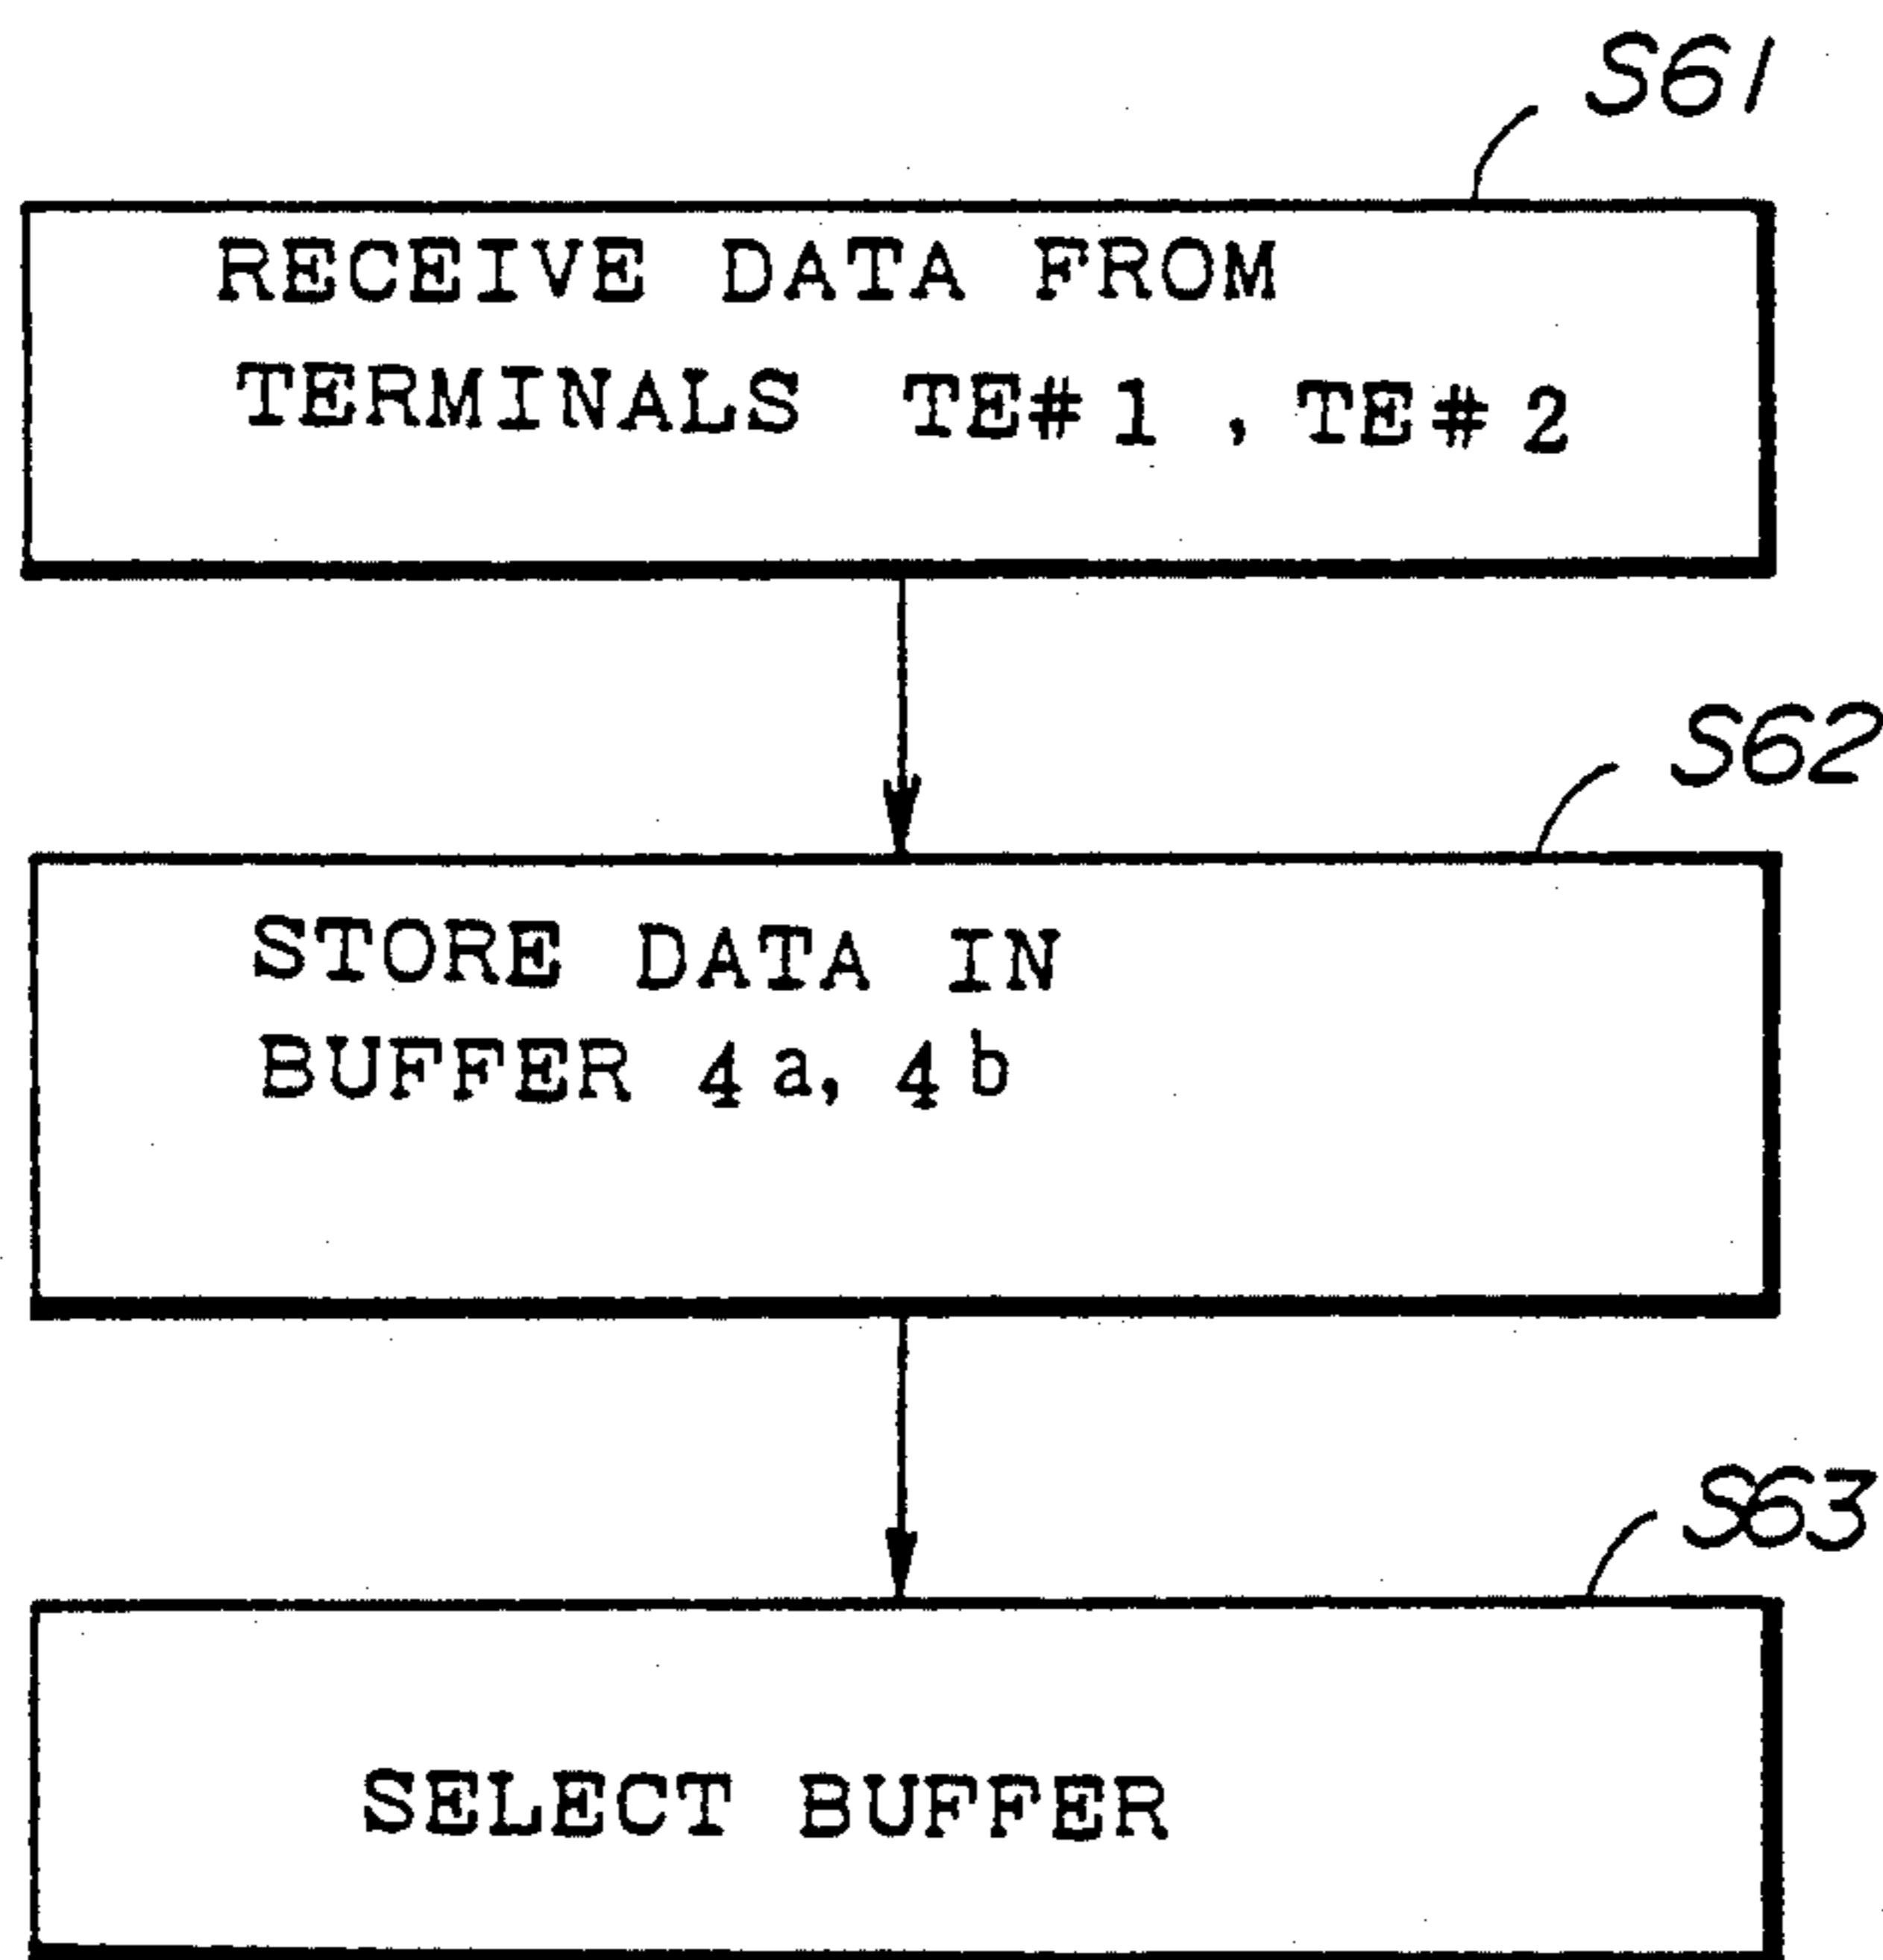 S61
RECEIVE DATA FROM
TERMINALS TE#1 , TE#2
S62
STORE DATA IN
BUFFER 4a, 4b
S63
SELECT BUFFER